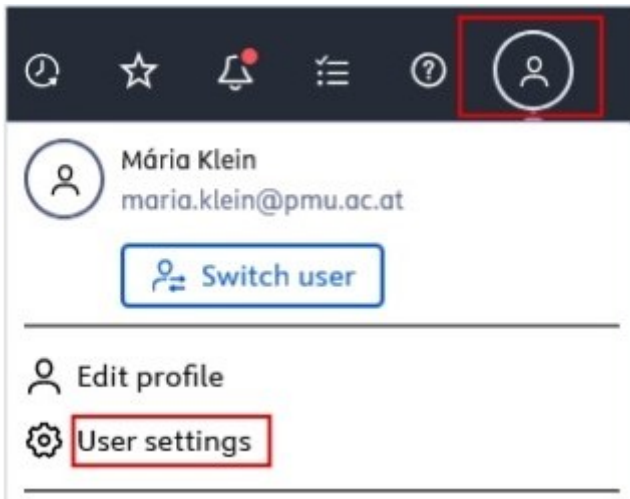 Mária Klein
maria.klein@pmu.ac.at
Switch user
Edit profile
User settings